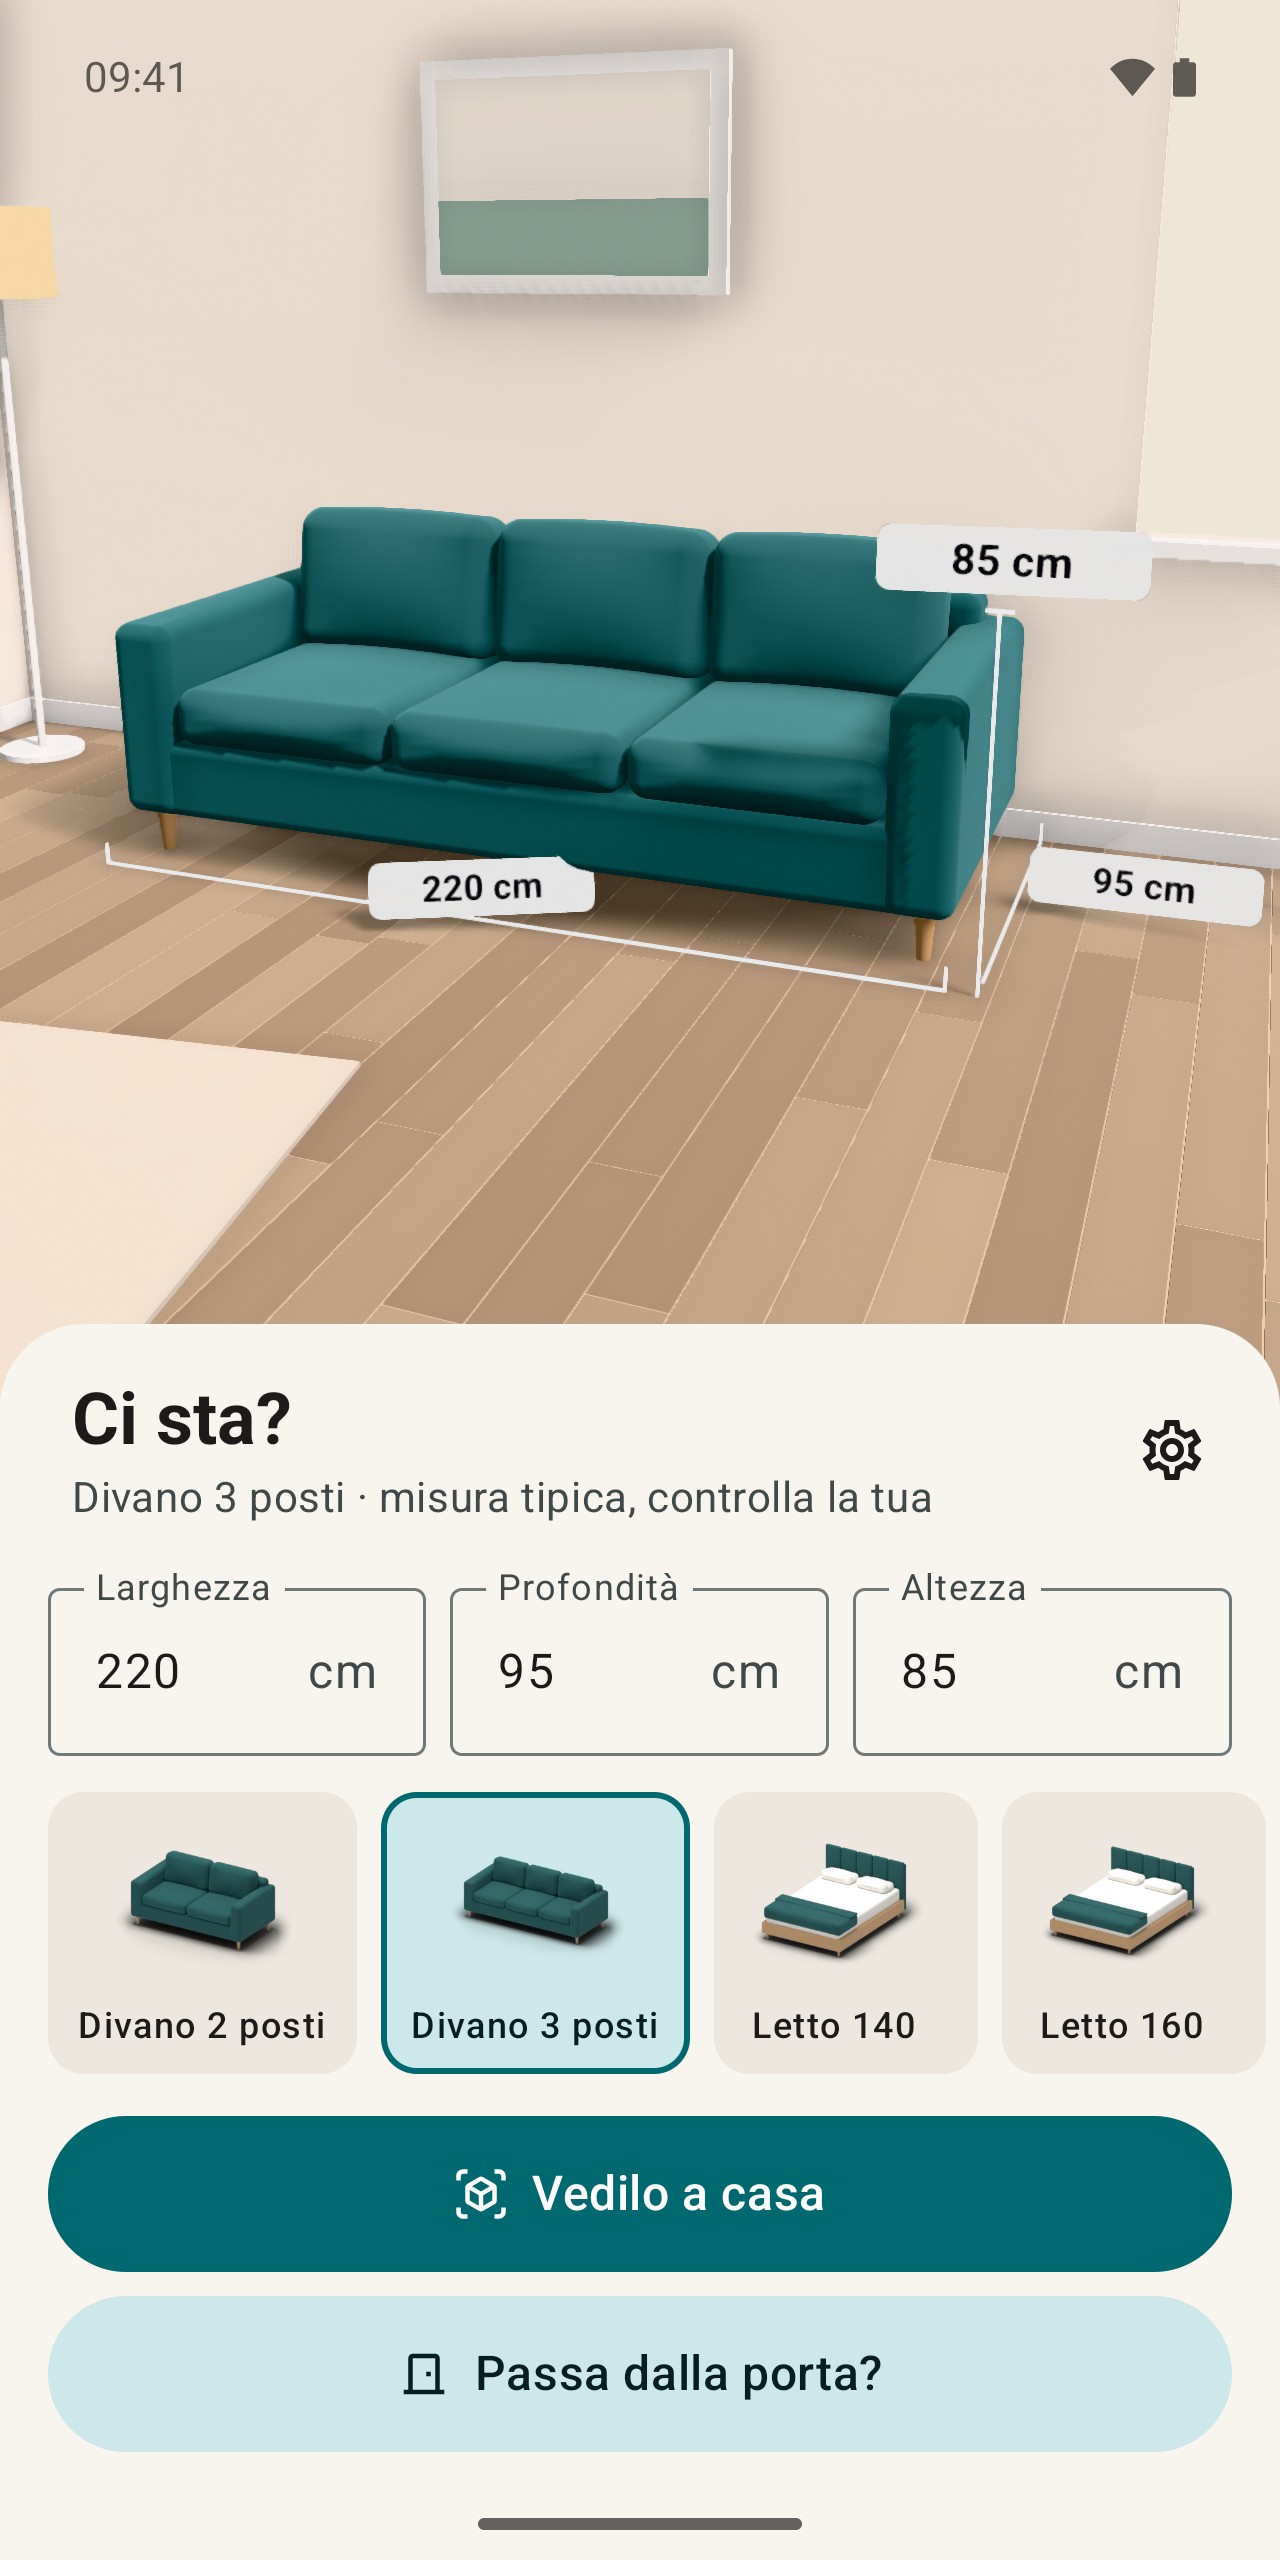 09:41
85 cm
220 cm
95 cm
Ci sta?
Divano 3 posti · misura tipica, controlla la tua
Larghezza
Profondità
Altezza
220 cm
95 cm
85 cm
Divano 2 posti
Divano 3 posti
Letto 140
Letto 160
Vedilo a casa
Passa dalla porta?